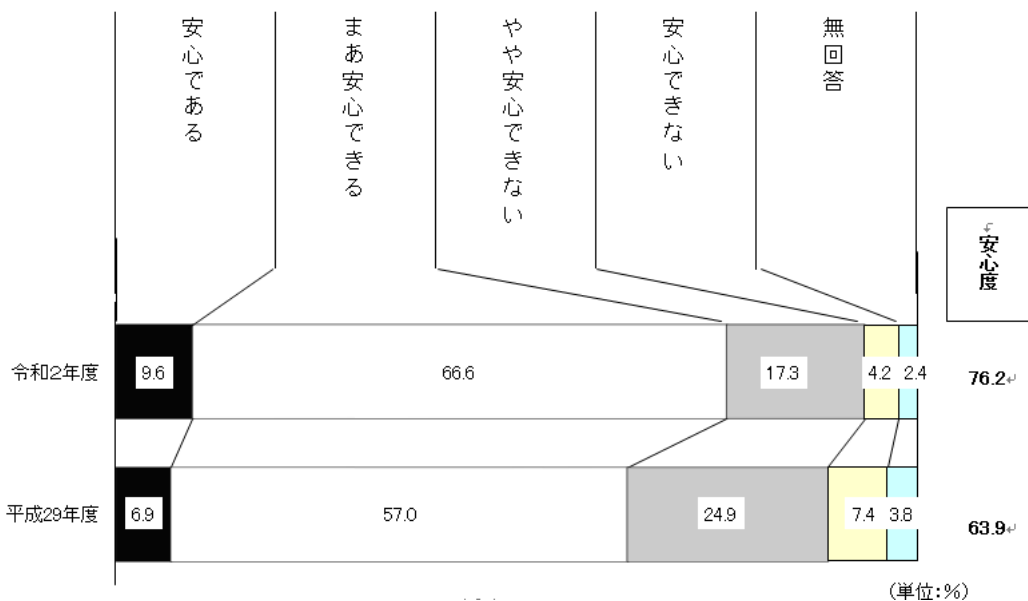 安心である
まあ安心できる
やや安心できない
安心できない
無回答
安心度
令和2年度
9.6
66.6
17.3
4.2
2.4
76.2
平成29年度
6.9
57.0
24.9
7.4
3.8
63.9
(単位:%)